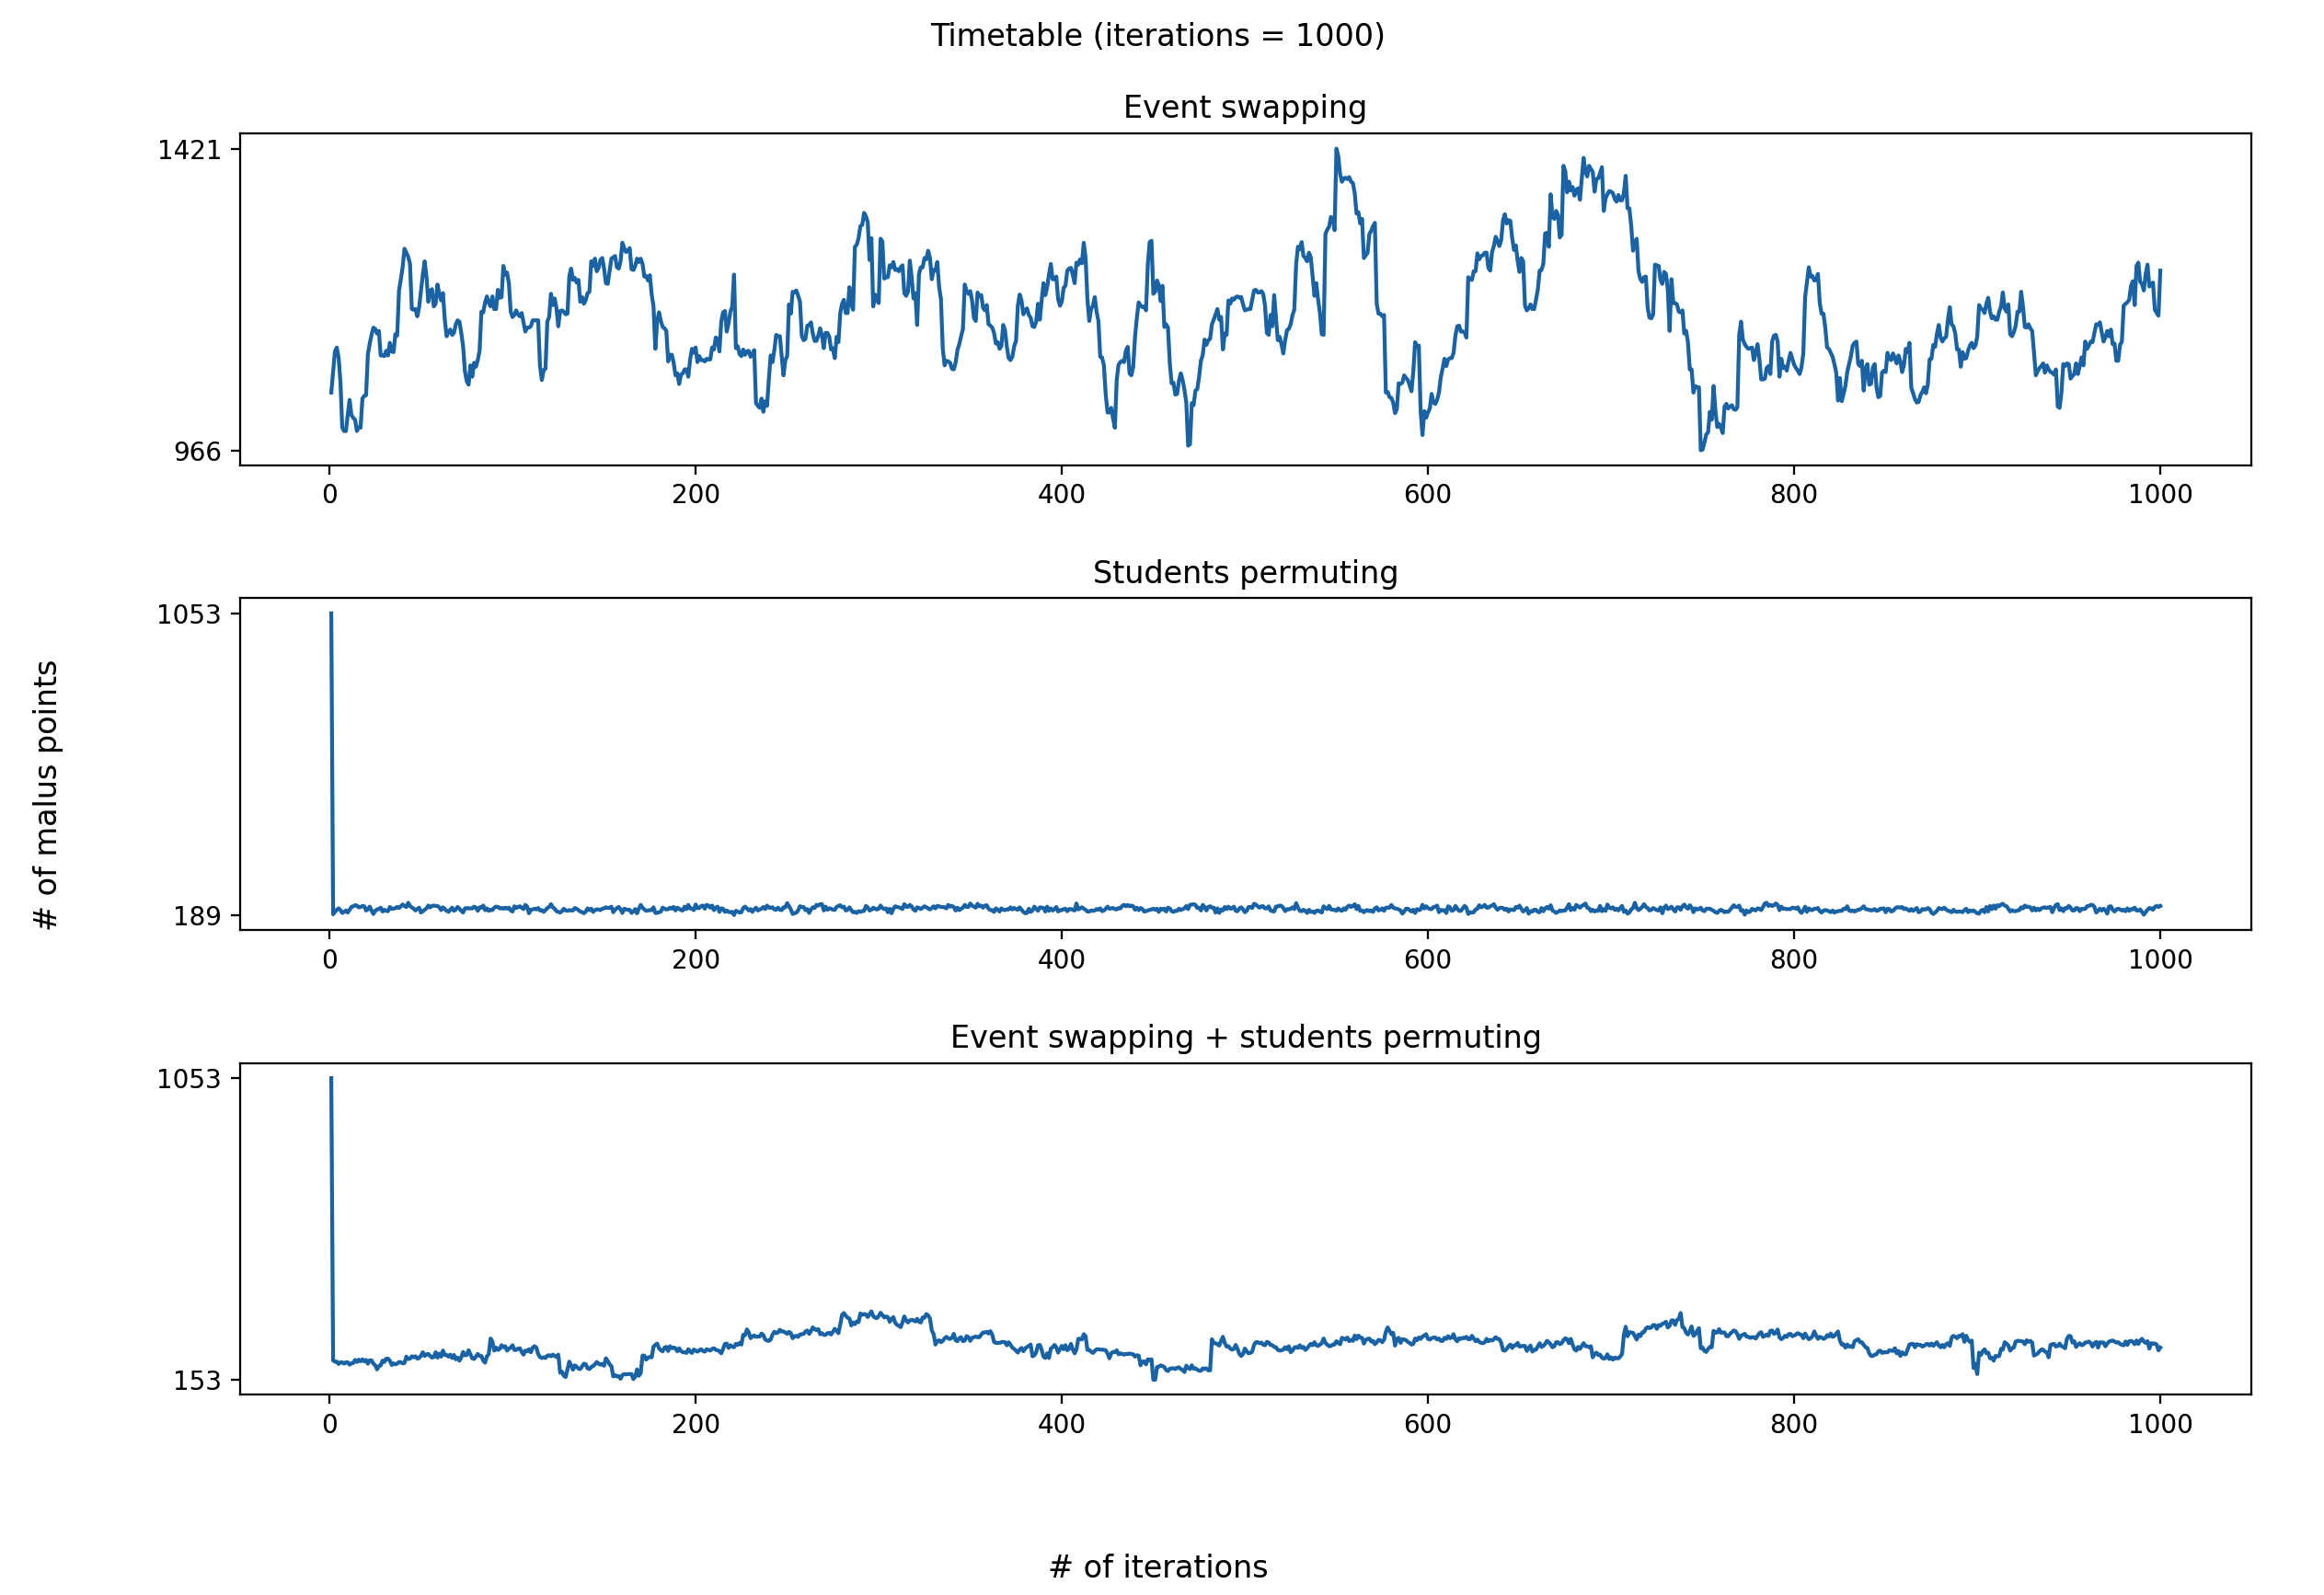 Timetable (iterations = 1000)
Event swapping
1421
966
0 200 400 600 800 1000
Students permuting
1053
189
0 200 400 600 800 1000
# of malus points
Event swapping + students permuting
1053
153
0 200 400 600 800 1000
# of iterations